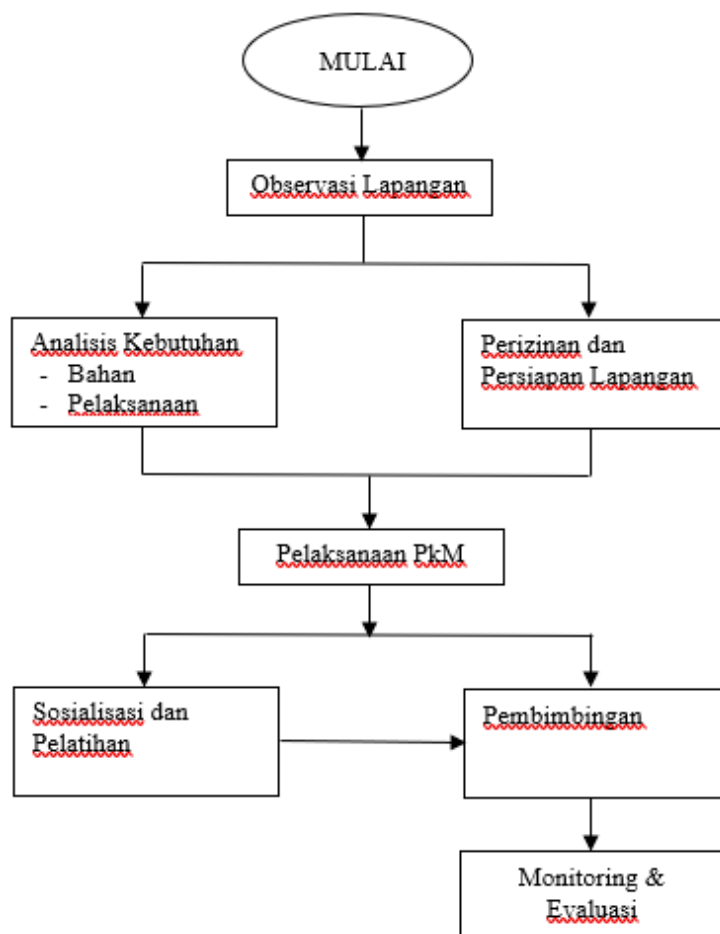 MULAI
Observasi Lapangan
Analisis Kebutuhan
- Bahan
- Pelaksanaan
Perizinan dan
Persiapan Lapangan
Pelaksanaan PkM
Sosialisasi dan
Pelatihan
Pembimbingan
Monitoring &
Evaluasi